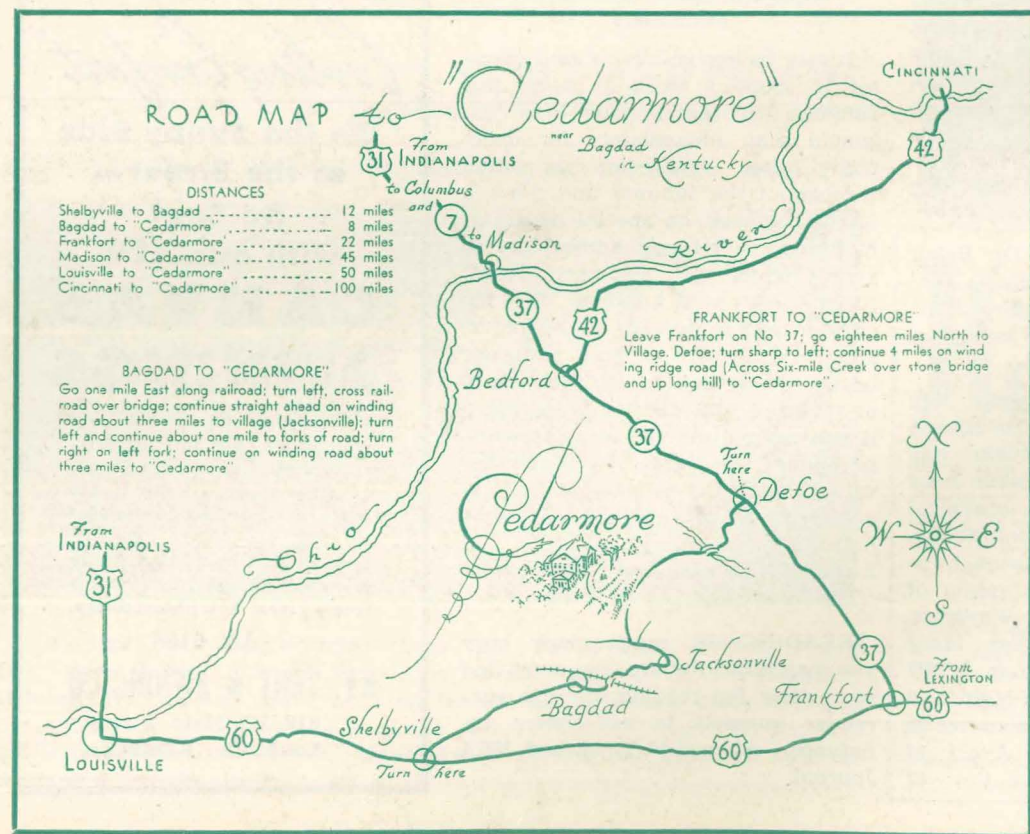 ROAD MAP to "Cedarmore"
near Bagdad
in Kentucky
DISTANCES
Shelbyville to Bagdad ........ 12 miles
Bagdad to "Cedarmore" ........ 8 miles
Frankfort to "Cedarmore' ........ 22 miles
Madison to "Cedarmore" ........ 45 miles
Louisville to "Cedarmore" ........ 50 miles
Cincinnati to "Cedarmore" ........ 100 miles
31
From
INDIANAPOLIS
to Columbus
and
7
to Madison
CINCINNATI
42
River
37
42
Bedford
BAGDAD TO "CEDARMORE"
Go one mile East along railroad; turn left, cross rail-
road over bridge; continue straight ahead on winding
road about three miles to village (Jacksonville); turn
left and continue about one mile to forks of road; turn
right on left fork; continue on winding road about
three miles to "Cedarmore"
FRANKFORT TO "CEDARMORE"
Leave Frankfort on No 37; go eighteen miles North to
Village. Defoe; turn sharp to left; continue 4 miles on wind
ing ridge road (Across Six-mile Creek over stone bridge
and up long hill) to "Cedarmore".
37
Turn
here
Defoe
Cedarmore
N
W E
S
From
INDIANAPOLIS
31
Ohio
Jacksonville
Bagdad
37
Frankfort
From
LEXINGTON
60
LOUISVILLE
60
Shelbyville
Turn here
60